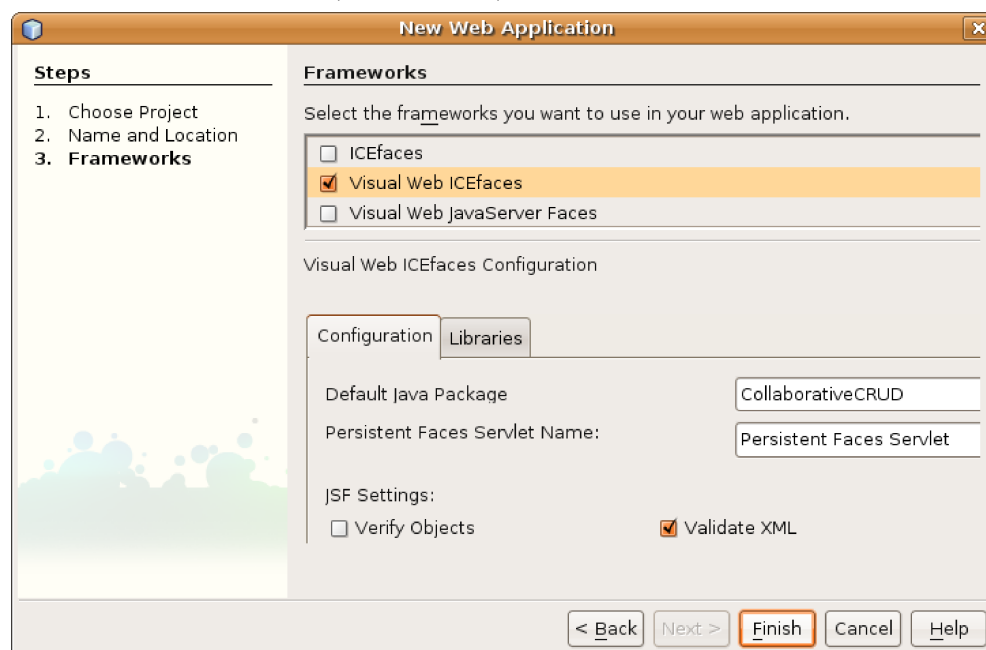 New Web Application
Steps
1. Choose Project
2. Name and Location
3. Frameworks
Frameworks
Select the frameworks you want to use in your web application.
ICEfaces
Visual Web ICEfaces
Visual Web JavaServer Faces
Visual Web ICEfaces Configuration
Configuration Libraries
Default Java Package CollaborativeCRUD
Persistent Faces Servlet Name: Persistent Faces Servlet
JSF Settings:
Verify Objects Validate XML
< Back Next > Finish Cancel Help